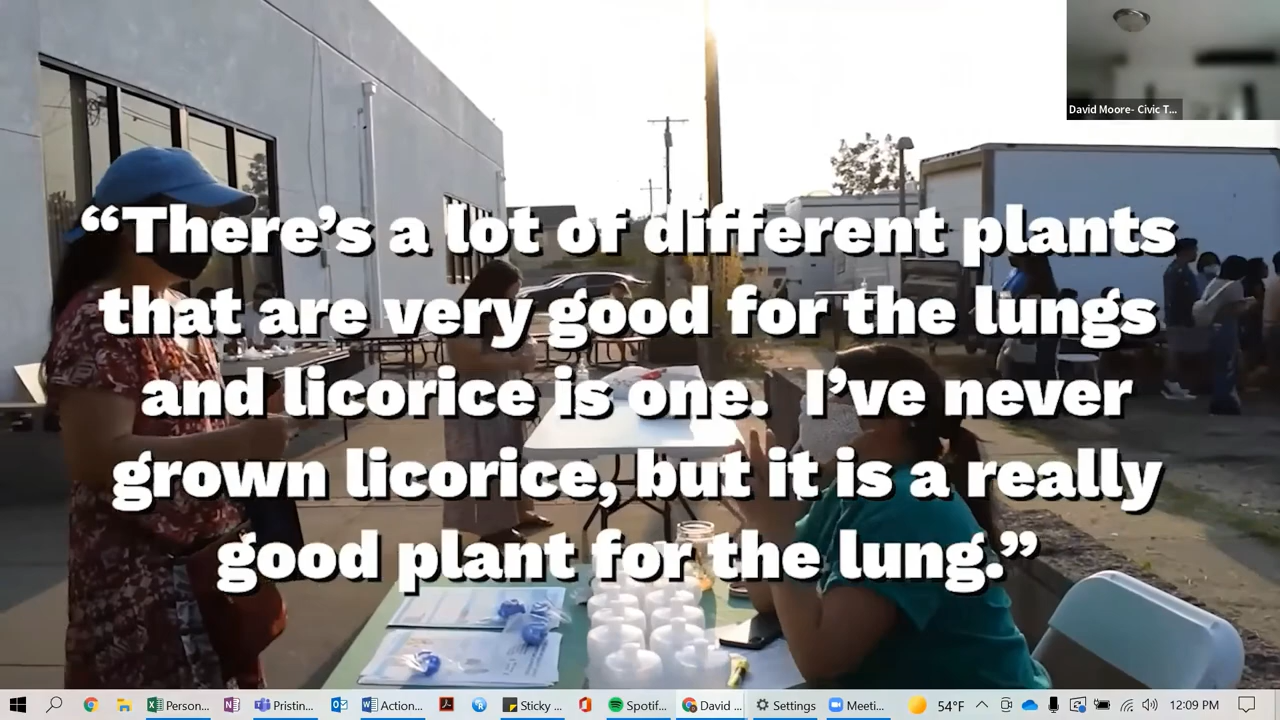 David Moore- Civic T...
“There’s a lot of different plants
that are very good for the lungs
and licorice is one.  I’ve never
grown licorice, but it is a really
good plant for the lung.”
Person...
Pristin...
Action...
Sticky ...
Spotif...
David ...
Settings
Meeti...
54°F
12:09 PM